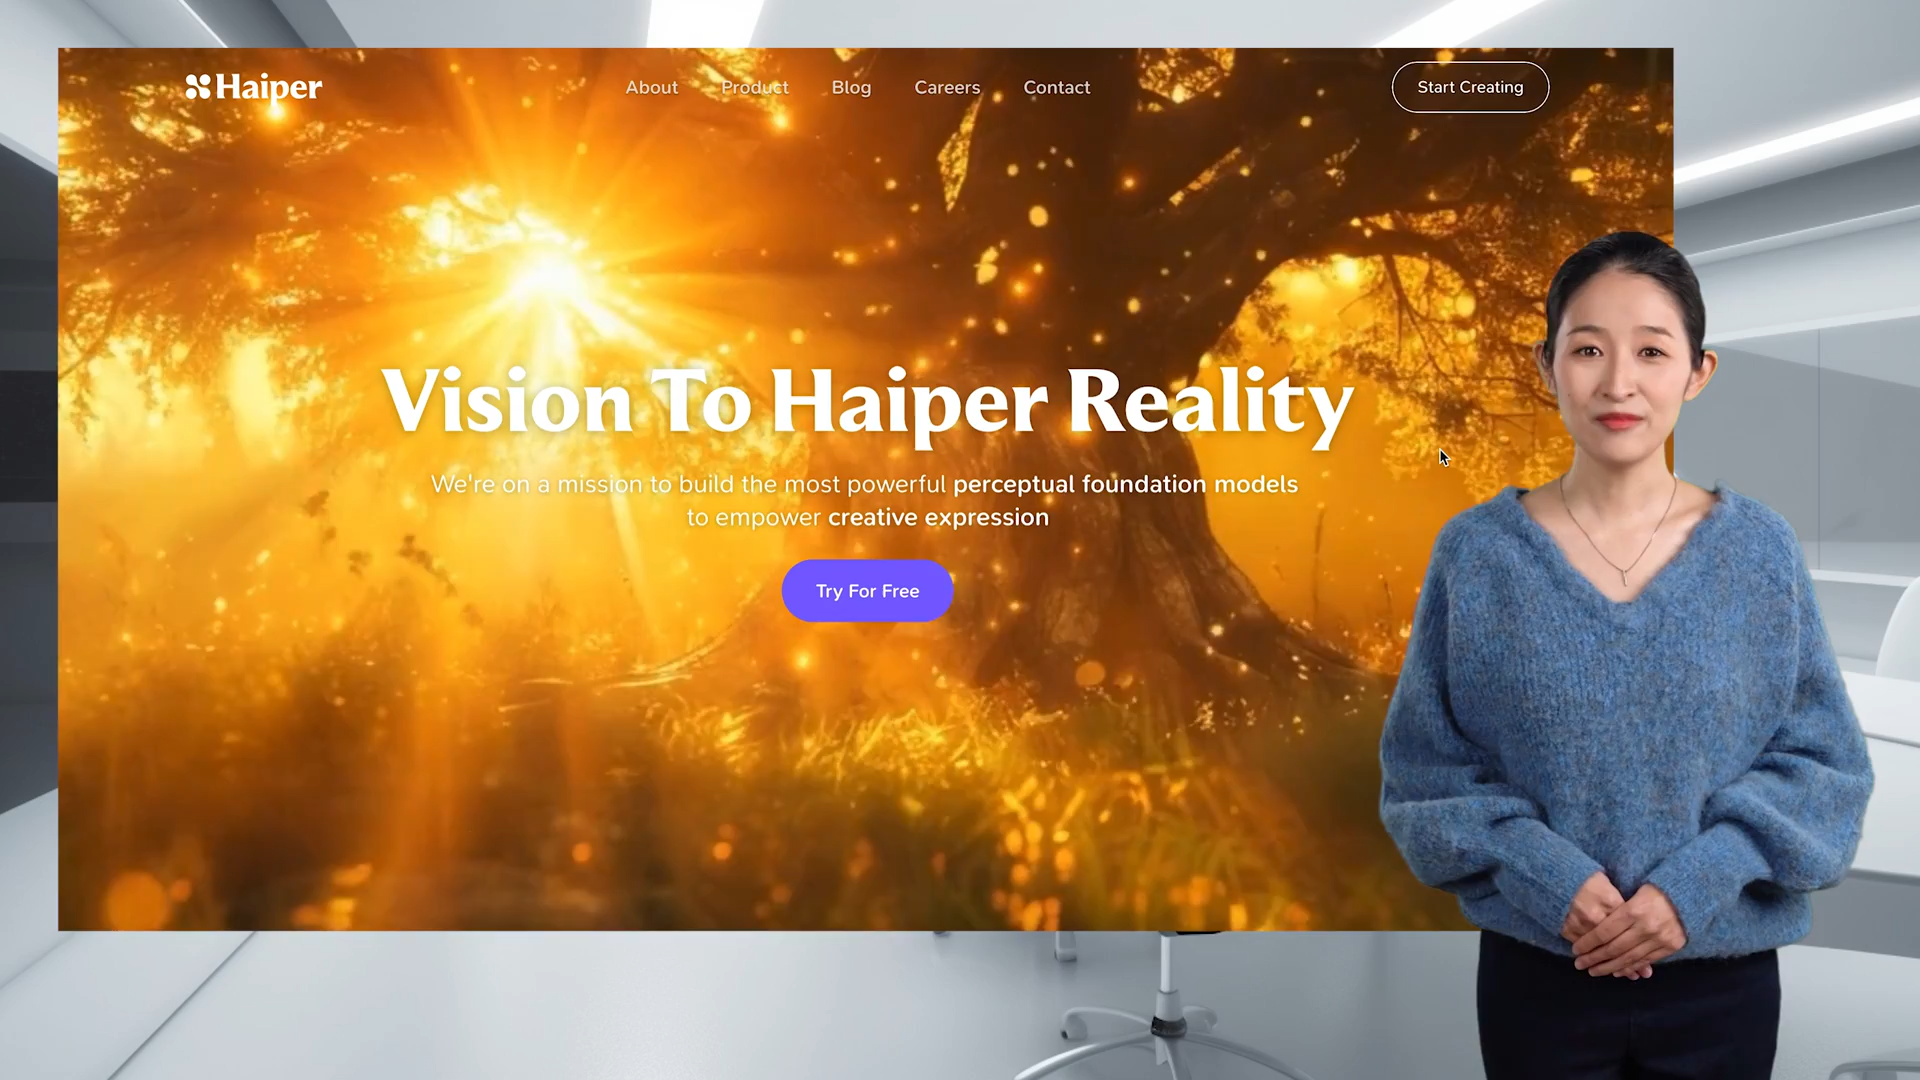 Haiper
About
Product
Blog
Careers
Contact
Start Creating
Vision To Haiper Reality
We're on a mission to build the most powerful perceptual foundation models
to empower creative expression
Try For Free